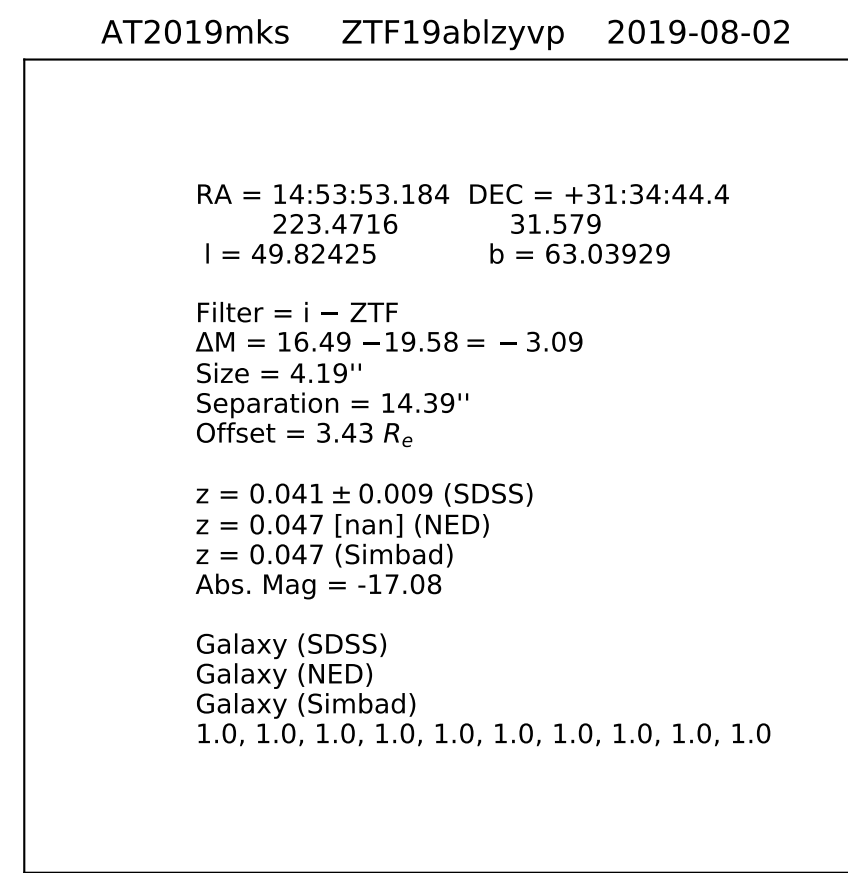 AT2019mks ZTF19ablzyvp 2019-08-02
RA = 14:53:53.184 DEC = +31:34:44.4
223.4716 31.579
l = 49.82425 b = 63.03929
Filter = i − ZTF
ΔM = 16.49 −19.58 = − 3.09
Size = 4.19''
Separation = 14.39''
Offset = 3.43 Re
z = 0.041 ± 0.009 (SDSS)
z = 0.047 [nan] (NED)
z = 0.047 (Simbad)
Abs. Mag = -17.08
Galaxy (SDSS)
Galaxy (NED)
Galaxy (Simbad)
1.0, 1.0, 1.0, 1.0, 1.0, 1.0, 1.0, 1.0, 1.0, 1.0